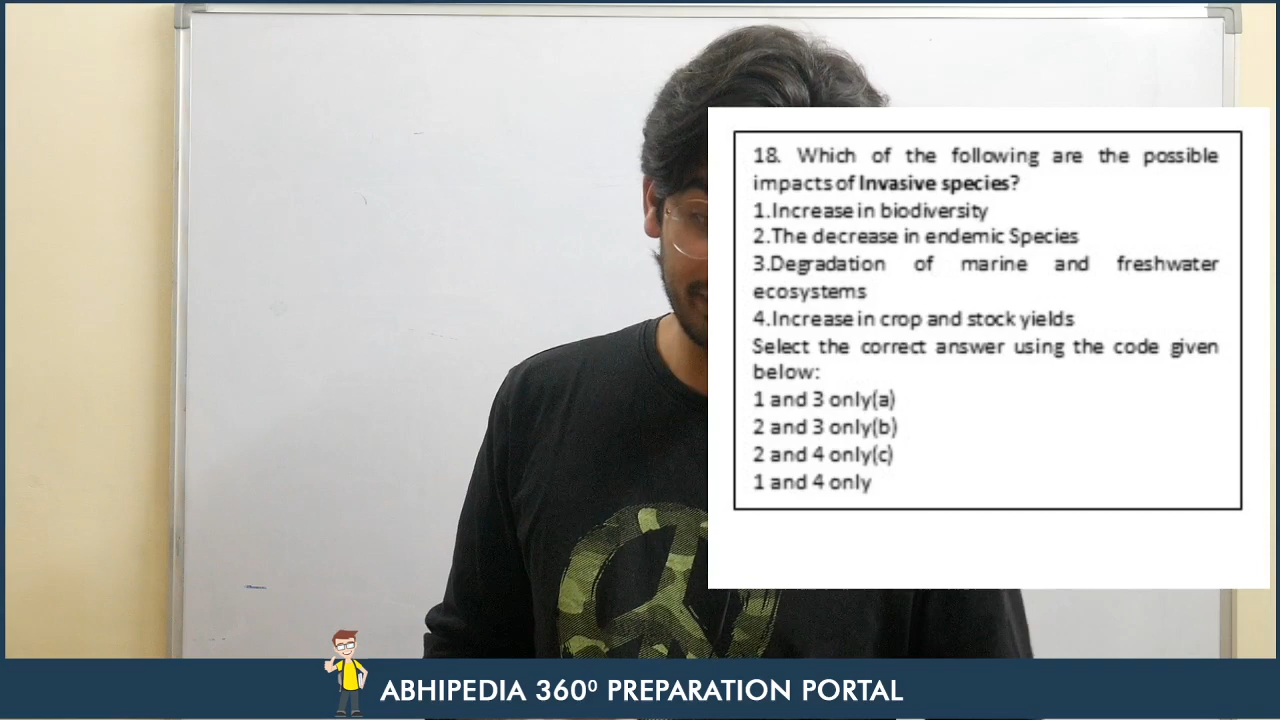 18. Which of the following are the possible
impacts of Invasive species?
1.Increase in biodiversity
2.The decrease in endemic Species
3.Degradation of marine and freshwater
ecosystems
4.Increase in crop and stock yields
Select the correct answer using the code given
below:
1 and 3 only(a)
2 and 3 only(b)
2 and 4 only(c)
1 and 4 only
ABHIPEDIA 360⁰ PREPARATION PORTAL